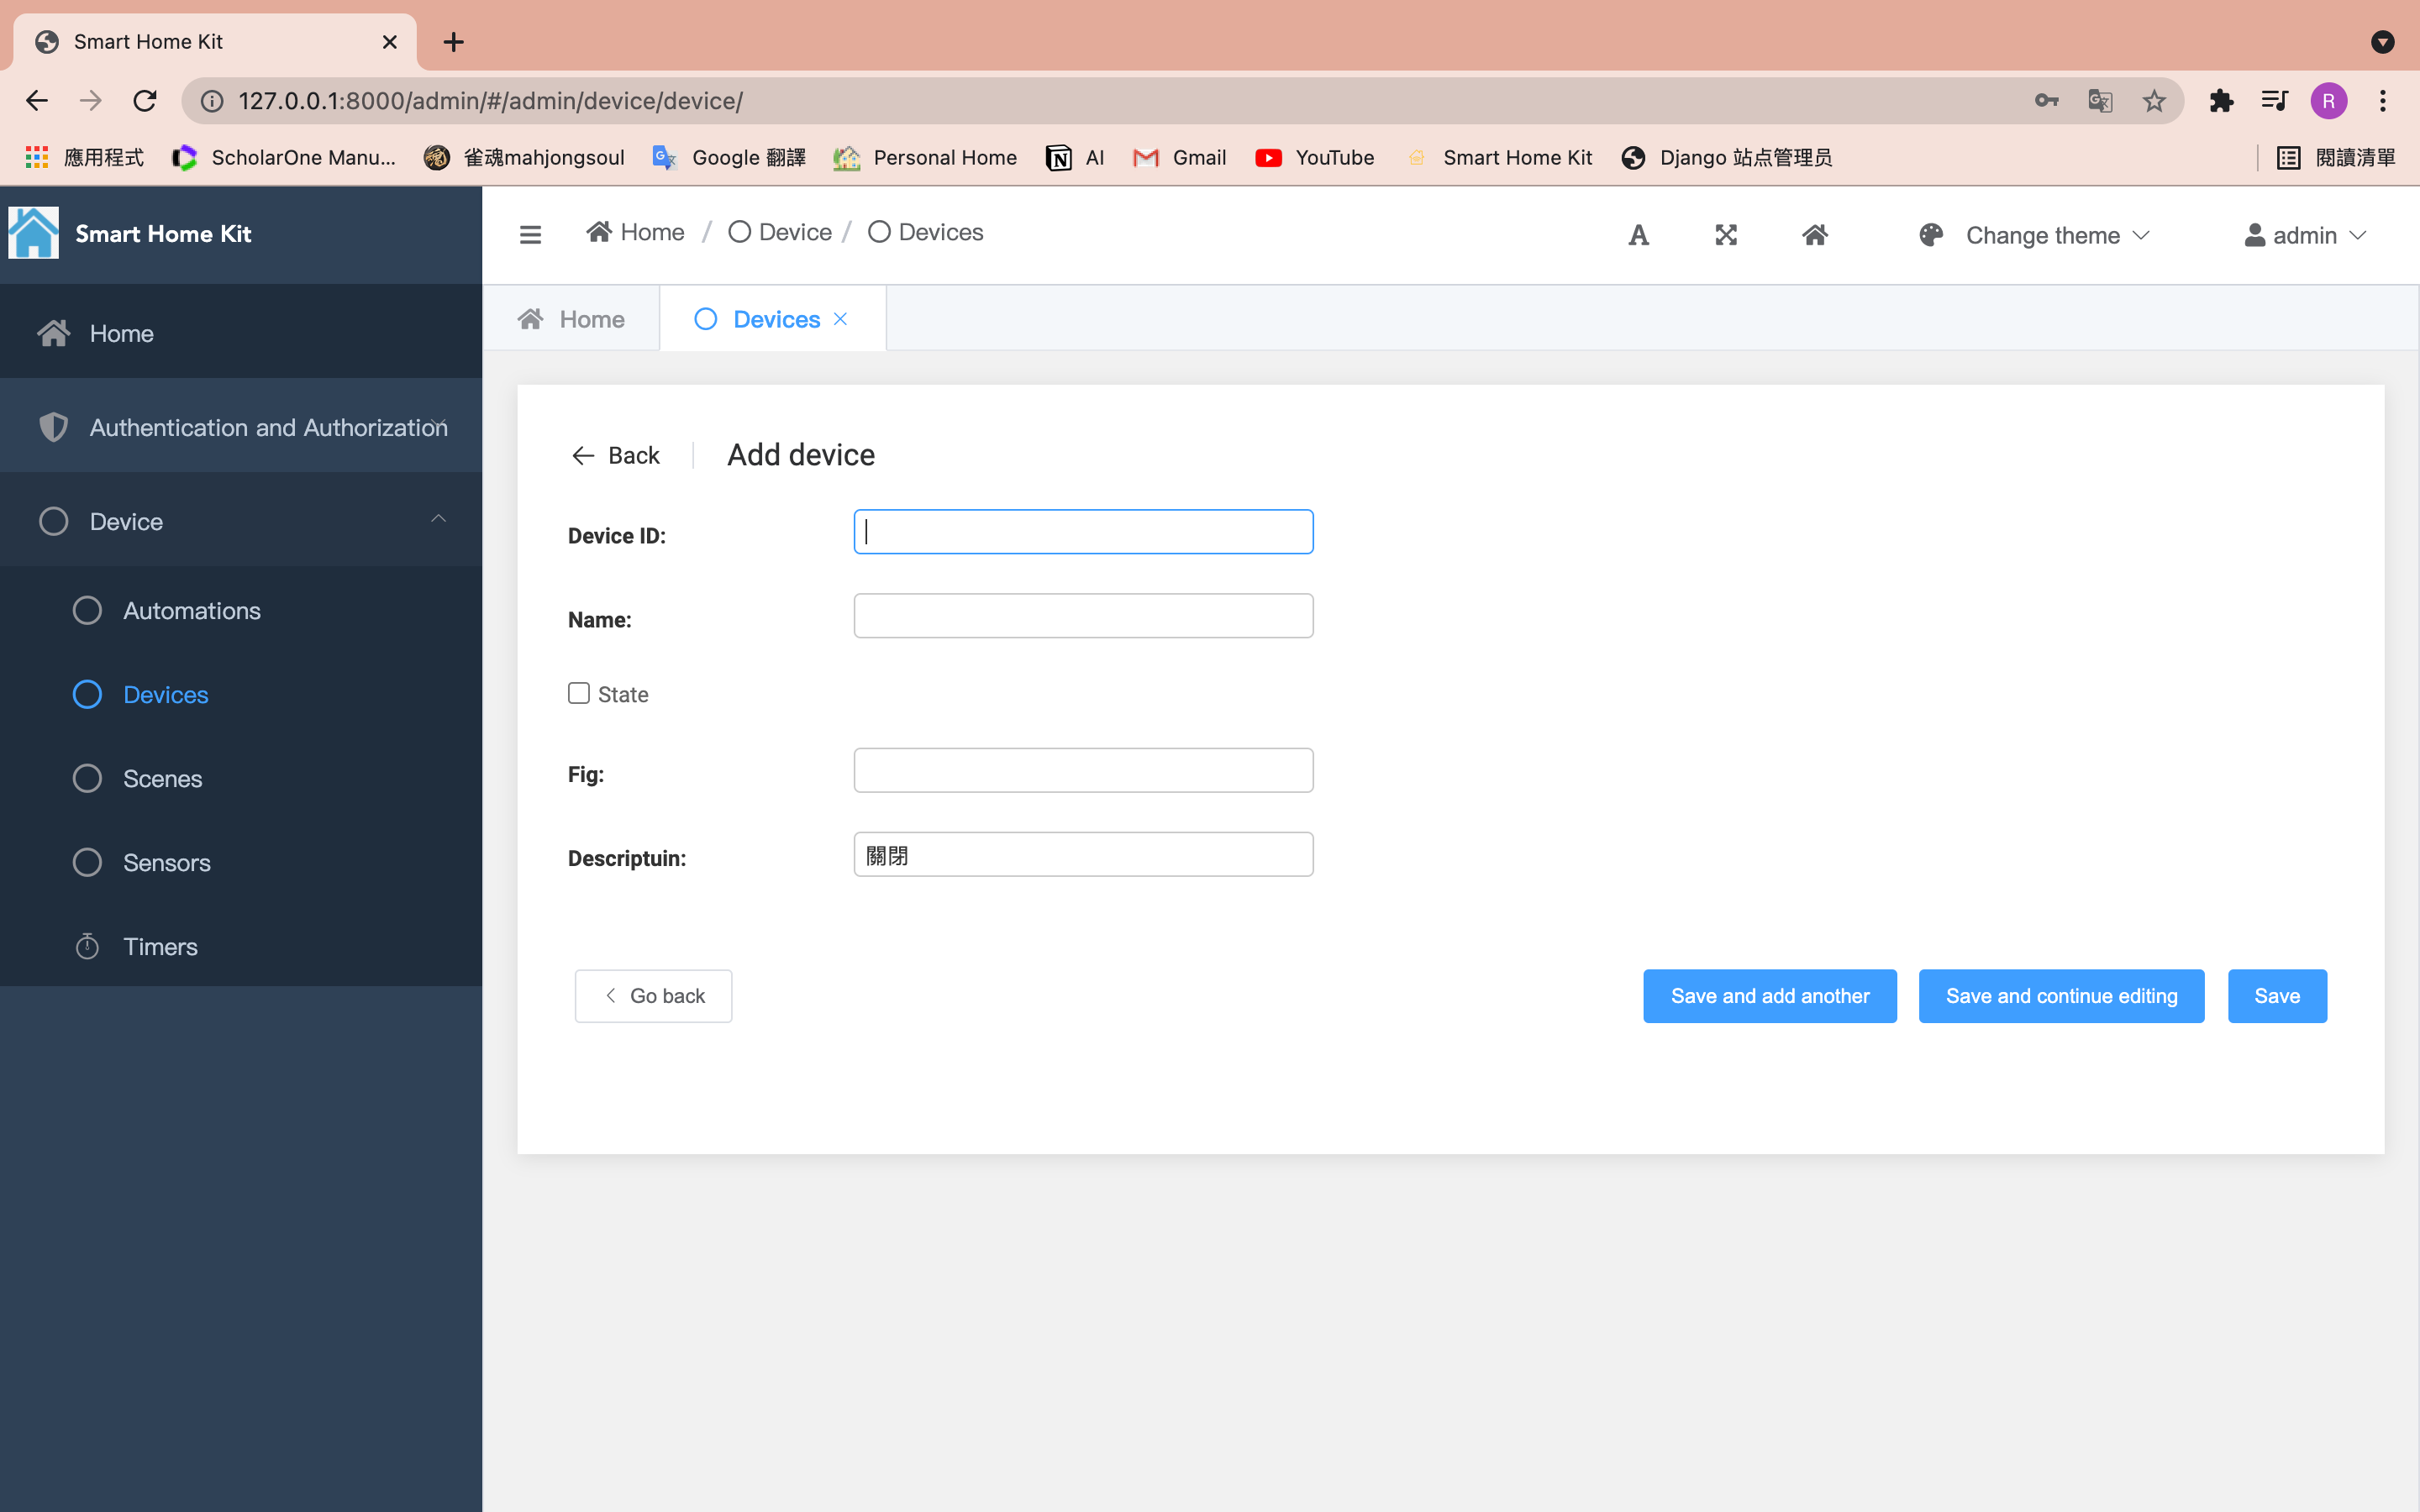 Smart Home Kit
127.0.0.1:8000/admin/#/admin/device/device/
R
應用程式 ScholarOne Manu... 雀魂mahjongsoul Google 翻譯 Personal Home AI Gmail YouTube Smart Home Kit Django 站点管理员 閱讀清單
Smart Home Kit
Home / Device / Devices
A Change theme admin
Home Devices
Home
Authentication and Authorization
Device
Automations
Devices
Scenes
Sensors
Timers
Back Add device
Device ID:
Name:
State
Fig:
Descriptuin: 關閉
Go back Save and add another Save and continue editing Save